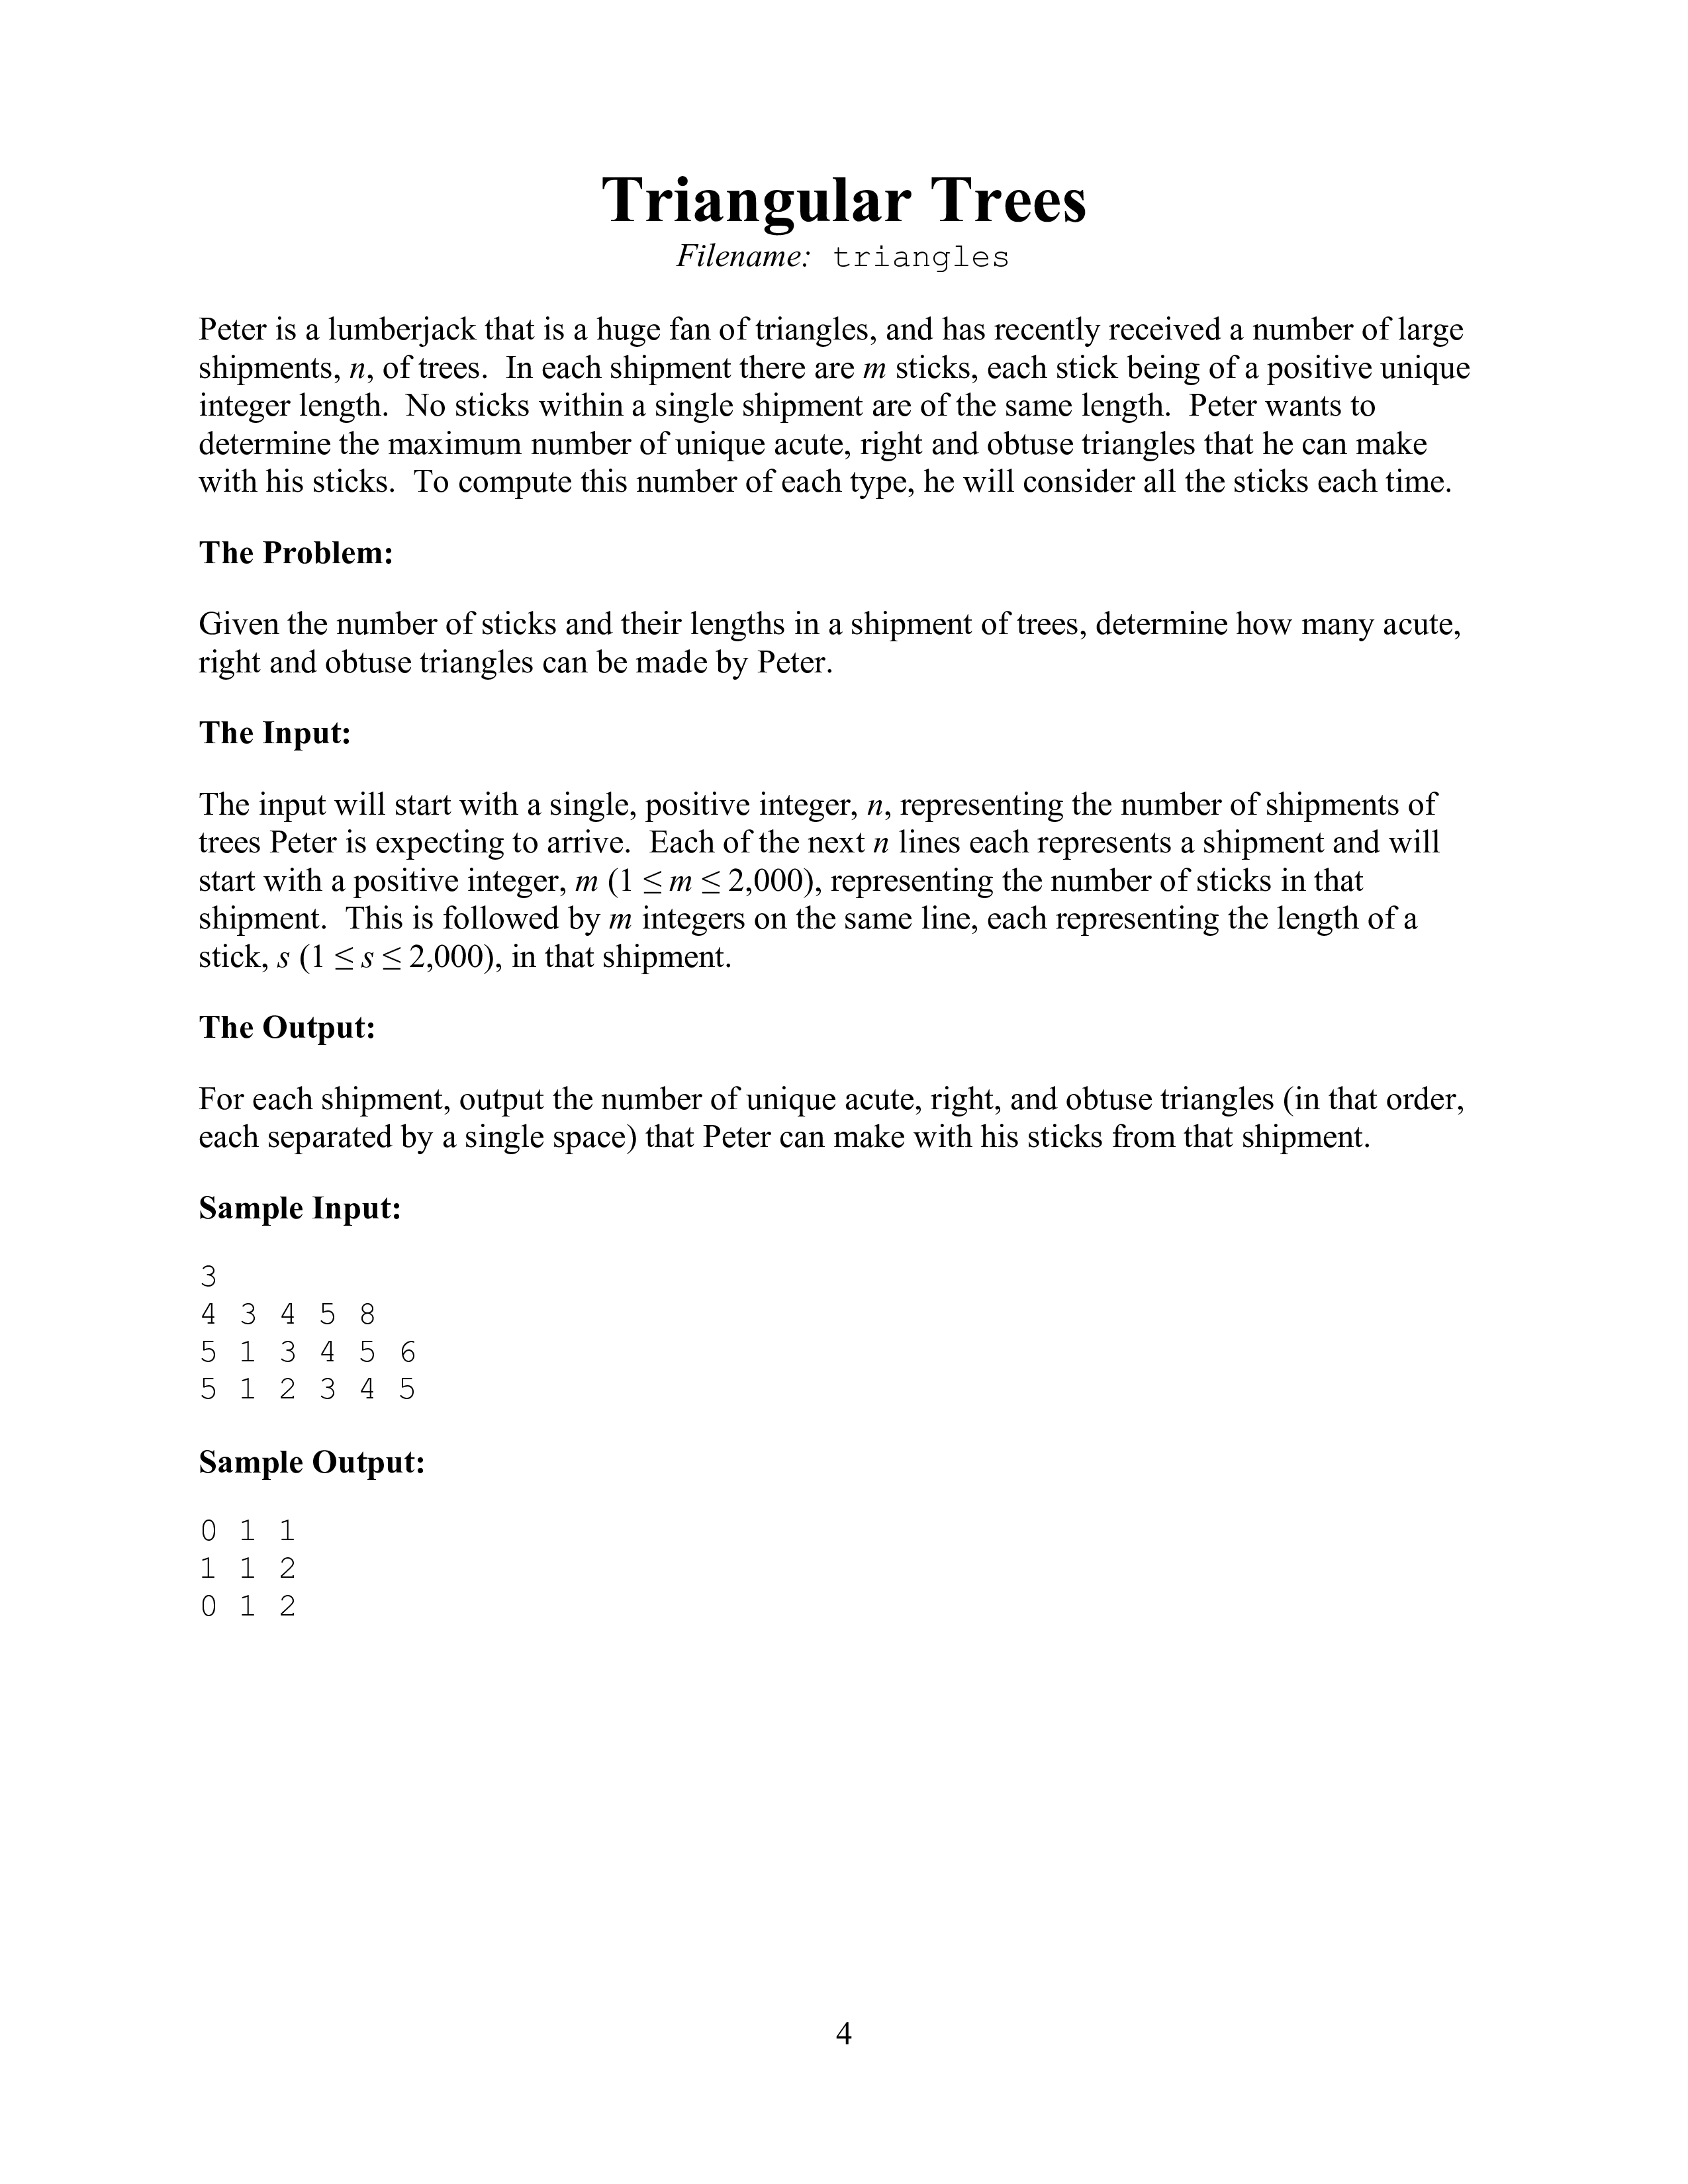 Triangular Trees
Filename: triangles
Peter is a lumberjack that is a huge fan of triangles, and has recently received a number of large
shipments, n, of trees. In each shipment there are m sticks, each stick being of a positive unique
integer length. No sticks within a single shipment are of the same length. Peter wants to
determine the maximum number of unique acute, right and obtuse triangles that he can make
with his sticks. To compute this number of each type, he will consider all the sticks each time.
The Problem:
Given the number of sticks and their lengths in a shipment of trees, determine how many acute,
right and obtuse triangles can be made by Peter.
The Input:
The input will start with a single, positive integer, n, representing the number of shipments of
trees Peter is expecting to arrive. Each of the next n lines each represents a shipment and will
start with a positive integer, m (1 ≤ m ≤ 2,000), representing the number of sticks in that
shipment. This is followed by m integers on the same line, each representing the length of a
stick, s (1 ≤ s ≤ 2,000), in that shipment.
The Output:
For each shipment, output the number of unique acute, right, and obtuse triangles (in that order,
each separated by a single space) that Peter can make with his sticks from that shipment.
Sample Input:
3
4 3 4 5 8
5 1 3 4 5 6
5 1 2 3 4 5
Sample Output:
0 1 1
1 1 2
0 1 2
4